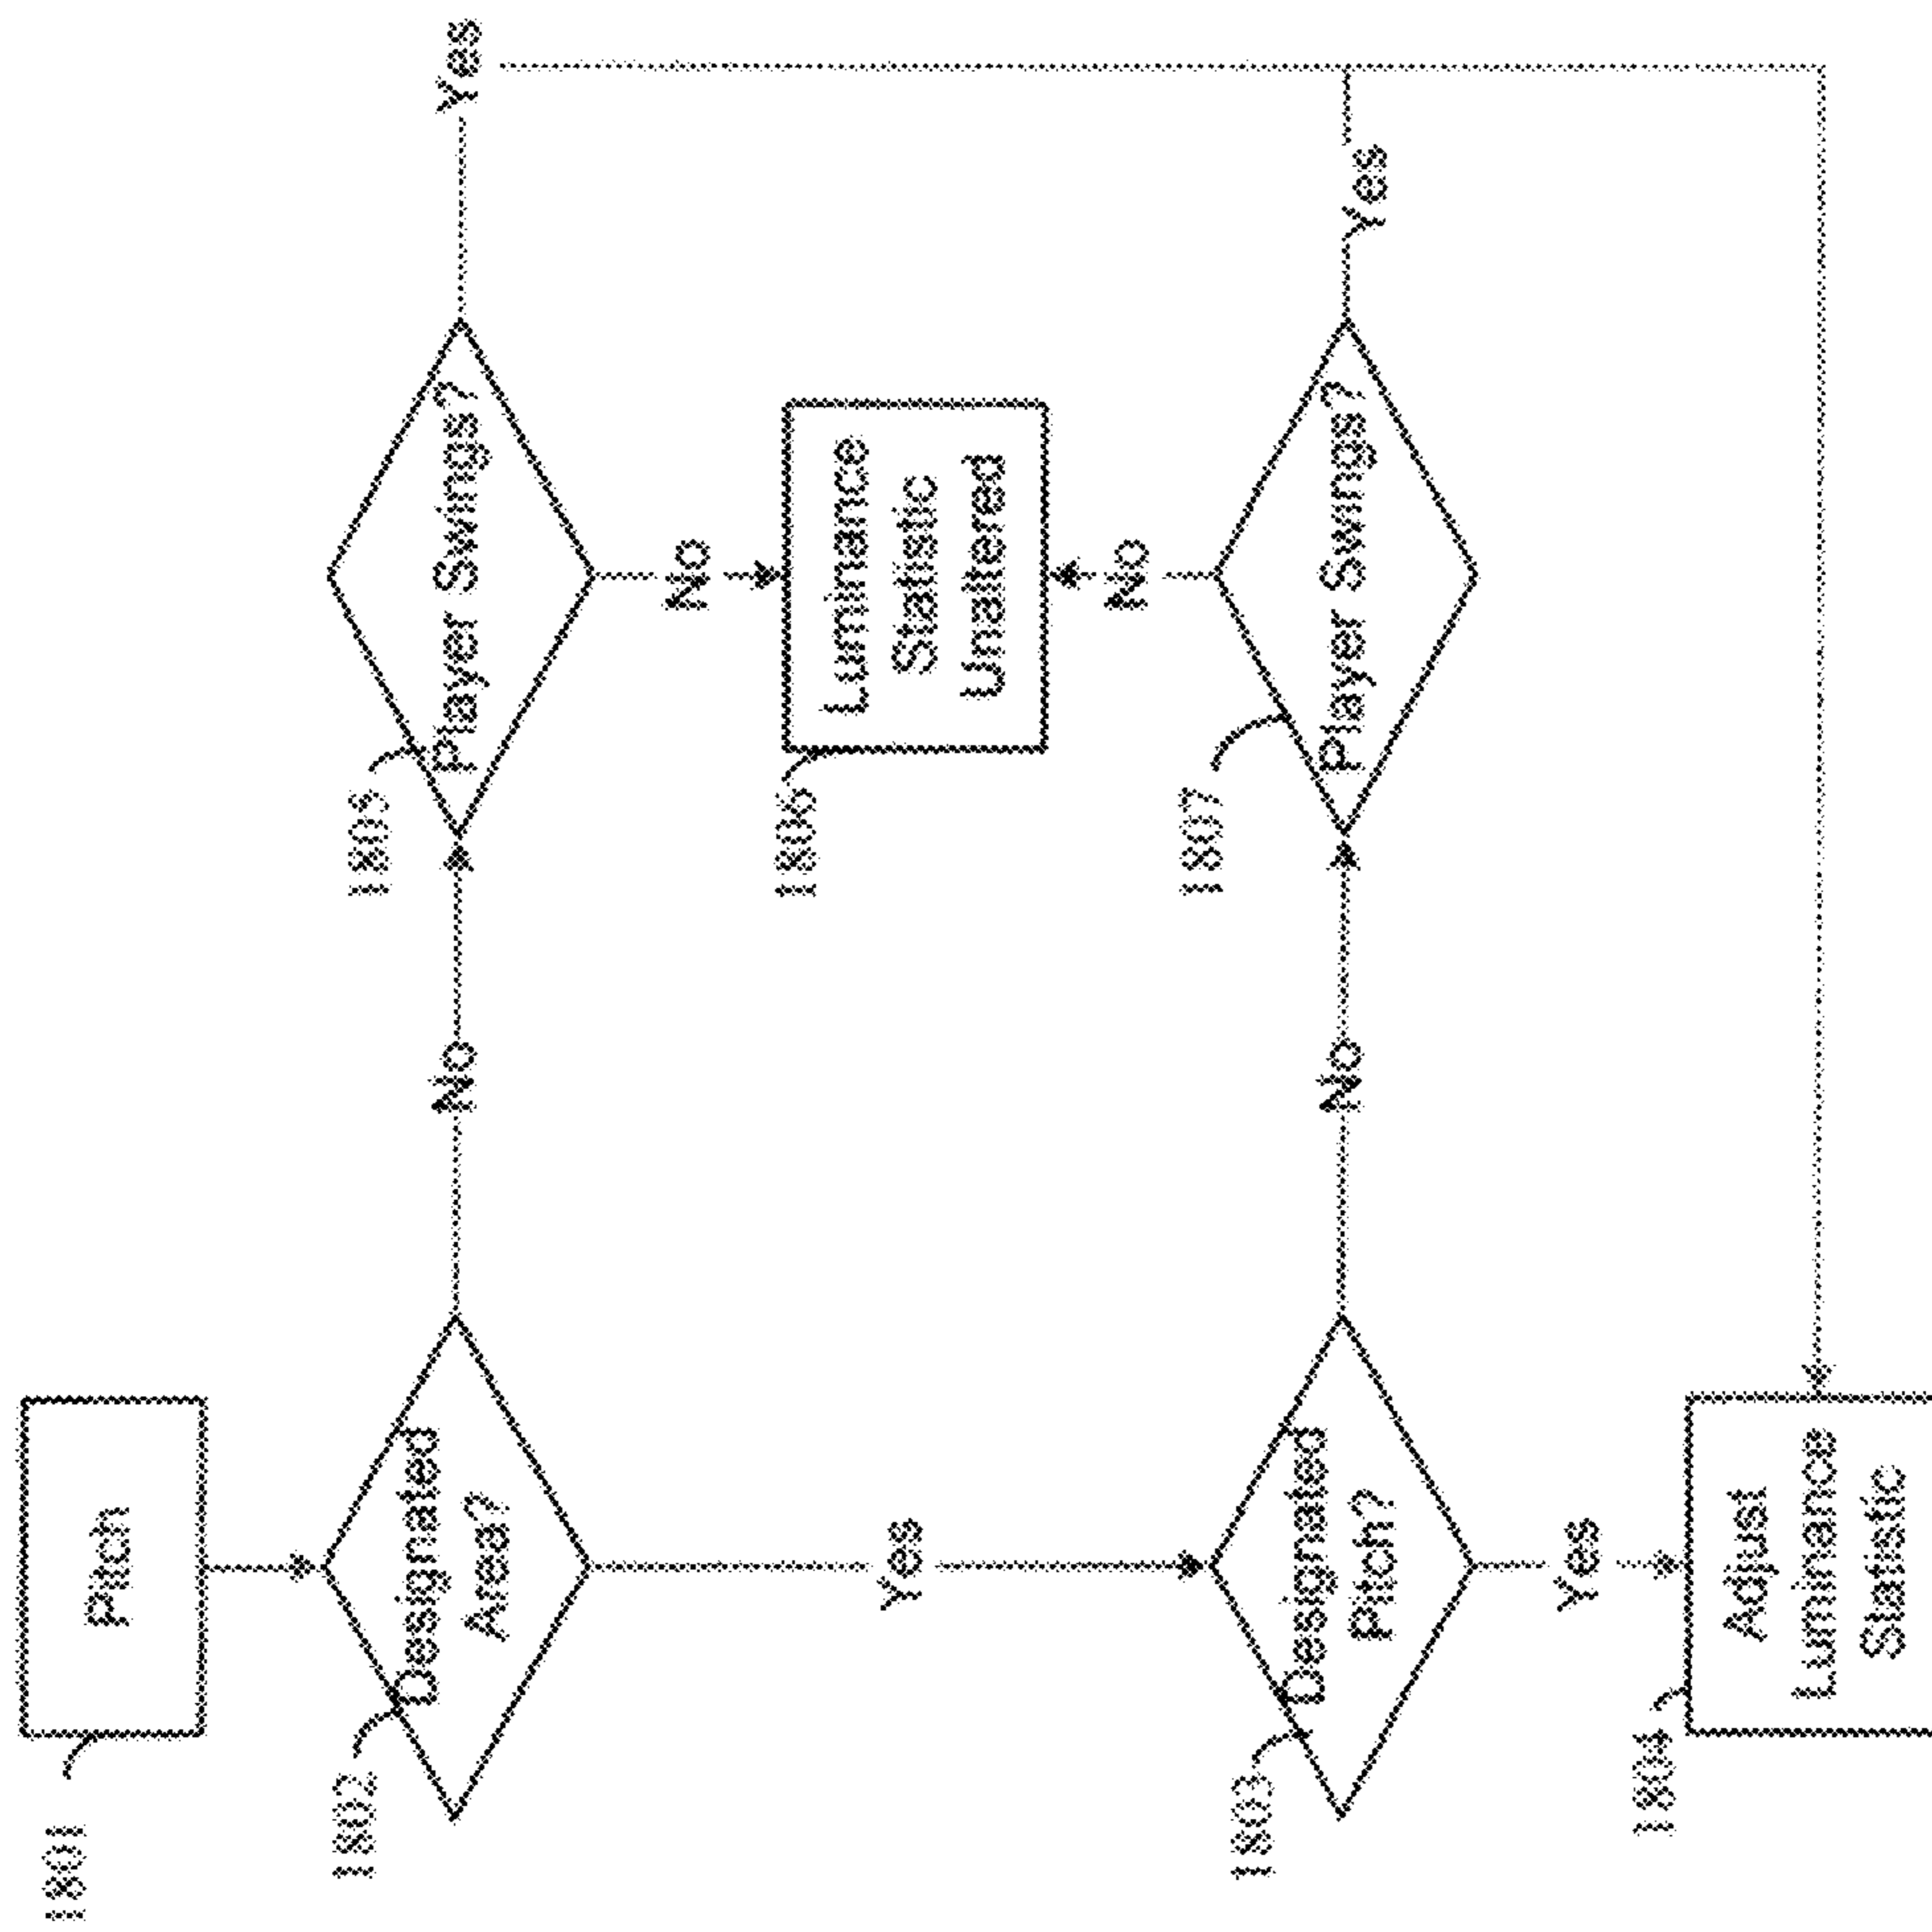 1801
Pitch
1802
Designated
Area?
No
1805
Player Swings?
Yes
No
1806
Luminance
Statistic
Unaltered
Yes
No
1803
Designated
Pitch?
No
1807
Player Swings?
Yes
Yes
1804
Adjust
Luminance
Statistic